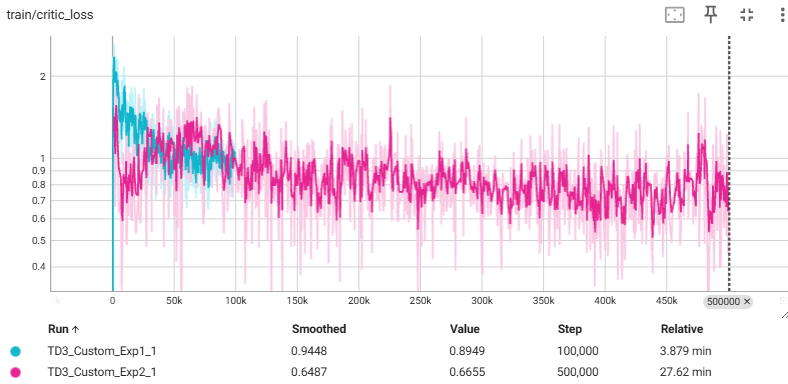 train/critic_loss
2
1
0.9
0.8
0.7
0.6
0.5
0.4
k 0 50k 100k 150k 200k 250k 300k 350k 400k 450k 500000 ✕
Run ↑ Smoothed Value Step Relative
TD3_Custom_Exp1_1 0.9448 0.8949 100,000 3.879 min
TD3_Custom_Exp2_1 0.6487 0.6655 500,000 27.62 min